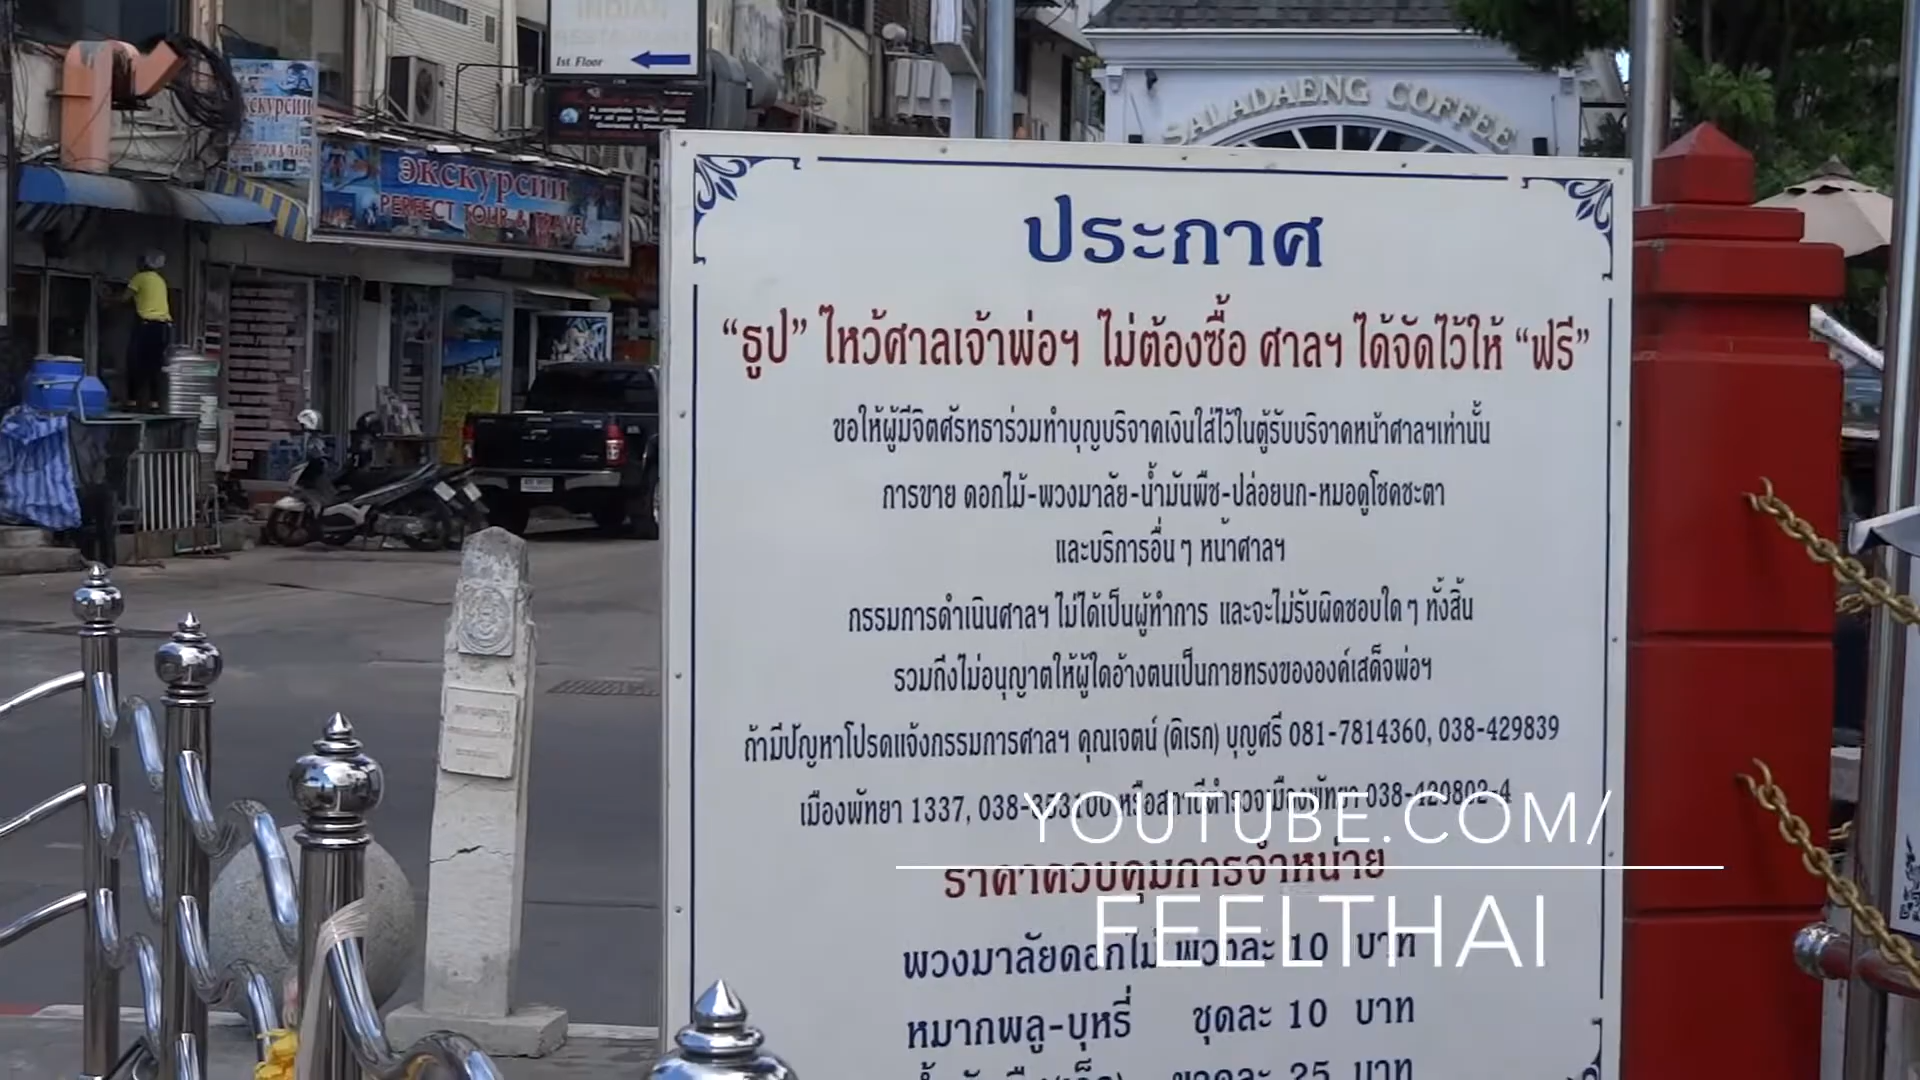 1st Floor
экскурсии
PERFECT TOUR & TRAVEL
SALADAENG COFFEE
ประกาศ
“ธูป” ไหว้ศาลเจ้าพ่อฯ ไม่ต้องซื้อ ศาลฯ ได้จัดไว้ให้ “ฟรี”
ขอให้ผู้มีจิตศรัทธาร่วมทำบุญบริจาคเงินใส่ไว้ในตู้รับบริจาคหน้าศาลฯเท่านั้น
การขาย ดอกไม้-พวงมาลัย-น้ำมันพืช-ปล่อยนก-หมอดูโชคชะตา
และบริการอื่น ๆ หน้าศาลฯ
กรรมการดำเนินศาลฯ ไม่ได้เป็นผู้ทำการ และจะไม่รับผิดชอบใด ๆ ทั้งสิ้น
รวมถึงไม่อนุญาตให้ผู้ใดอ้างตนเป็นกายทรงขององค์เสด็จพ่อฯ
ถ้ามีปัญหาโปรดแจ้งกรรมการศาลฯ คุณเจตน์ (ดิเรก) บุญศรี 081-7814360, 038-429839
เมืองพัทยา 1337, หรือสถานีตำรวจเมืองพัทยา 038-420802-4
ราคาควบคุมการจำหน่าย
พวงมาลัยดอกไม้ พวงละ 10 บาท
หมากพลู-บุหรี่ ชุดละ 10 บาท
ขวดละ 25 บาท
YOUTUBE.COM/
FEELTHAI